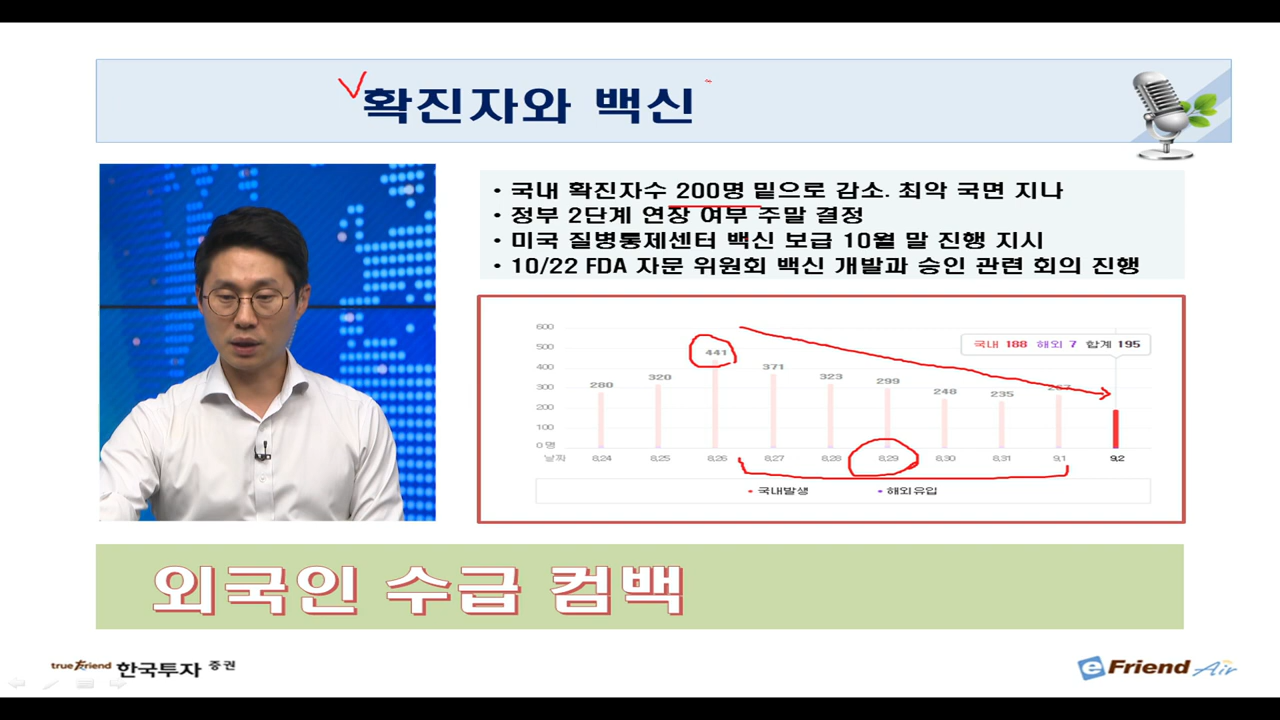 확진자와 백신
• 국내 확진자수 200명 밑으로 감소. 최악 국면 지나
• 정부 2단계 연장 여부 주말 결정
• 미국 질병통제센터 백신 보급 10월 말 진행 지시
• 10/22 FDA 자문 위원회 백신 개발과 승인 관련 회의 진행
600
500
400
300
200
100
0 명
국내 188 해외 7 합계 195
280
320
441
371
323
299
248
235
267
날짜 8,24 8,25 8,26 8,27 8,28 8,29 8,30 8,31 9,1 9,2
• 국내발생 • 해외유입
외국인 수급 컴백
true friend 한국투자 증권
eFriend Air